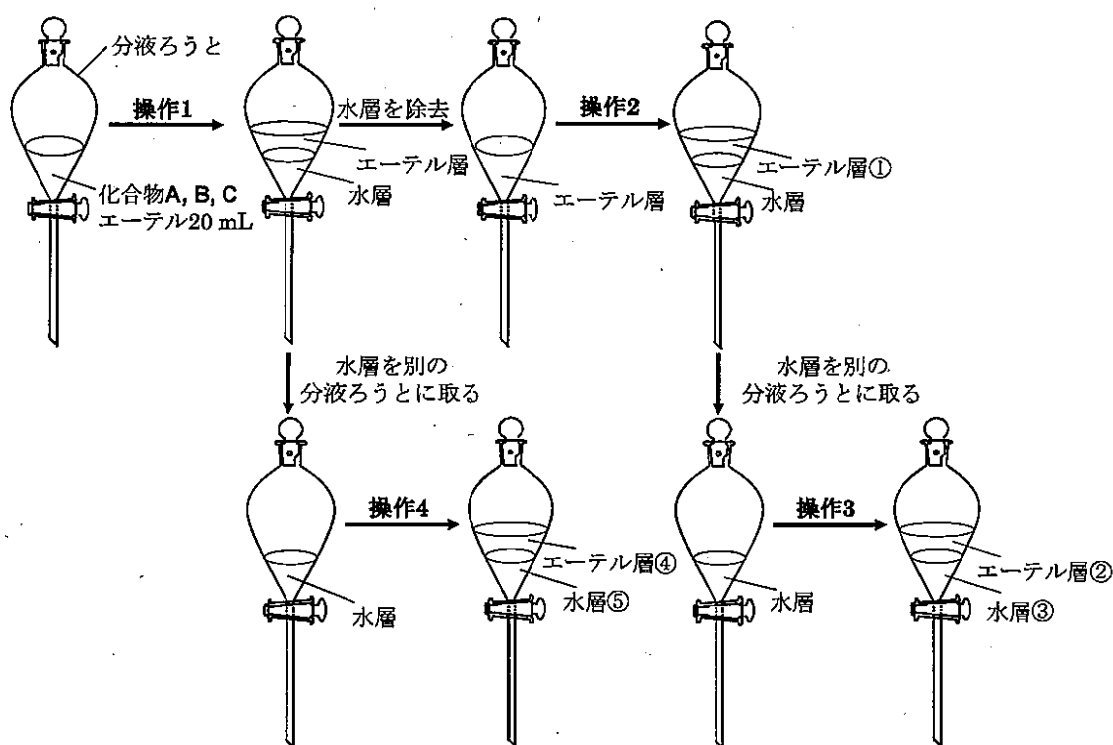 分液ろうと
操作1
水層を除去
操作2
エーテル層
水層
エーテル層
エーテル層①
水層
化合物A, B, C
エーテル20 mL
水層を別の
分液ろうとに取る
水層を別の
分液ろうとに取る
操作4
操作3
エーテル層④
水層⑤
水層
エーテル層②
水層③
水層